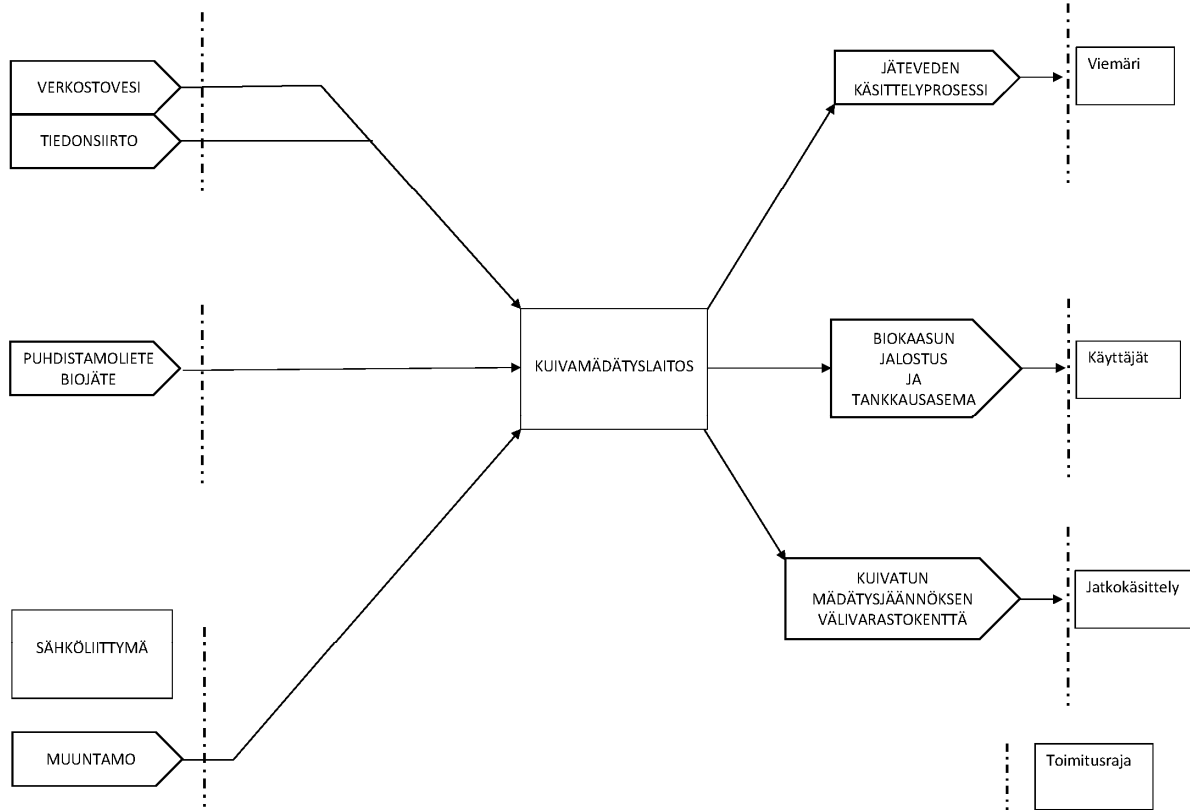 VERKOSTOVESI
TIEDONSIIRTO
PUHDISTAMOLIETE
BIOJÄTE
SÄHKÖLIITTYMÄ
MUUNTAMO
KUIVAMÄDÄTYSLAITOS
JÄTEVEDEN
KÄSITTELYPROSESSI
BIOKAASUN
JALOSTUS
JA
TANKKAUSASEMA
KUIVATUN
MÄDÄTYSJÄÄNNÖKSEN
VÄLIVARASTOKENTTÄ
Viemäri
Käyttäjät
Jatkokäsittely
Toimitusraja